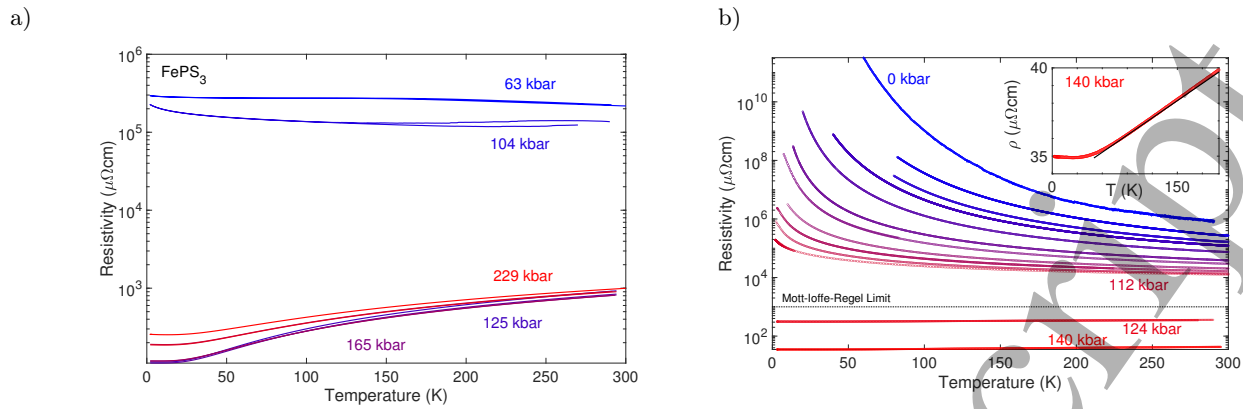 a)
FePS3
63 kbar
104 kbar
229 kbar
125 kbar
165 kbar
Resistivity (μΩcm)
10^6
10^5
10^4
10^3
0 50 100 150 200 250 300
Temperature (K)
b)
0 kbar
112 kbar
Mott-Ioffe-Regel Limit
124 kbar
140 kbar
Resistivity (μΩcm)
10^10
10^8
10^6
10^4
10^2
0 50 100 150 200 250 300
Temperature (K)
140 kbar
ρ (μΩcm)
40
35
0 150
T (K)